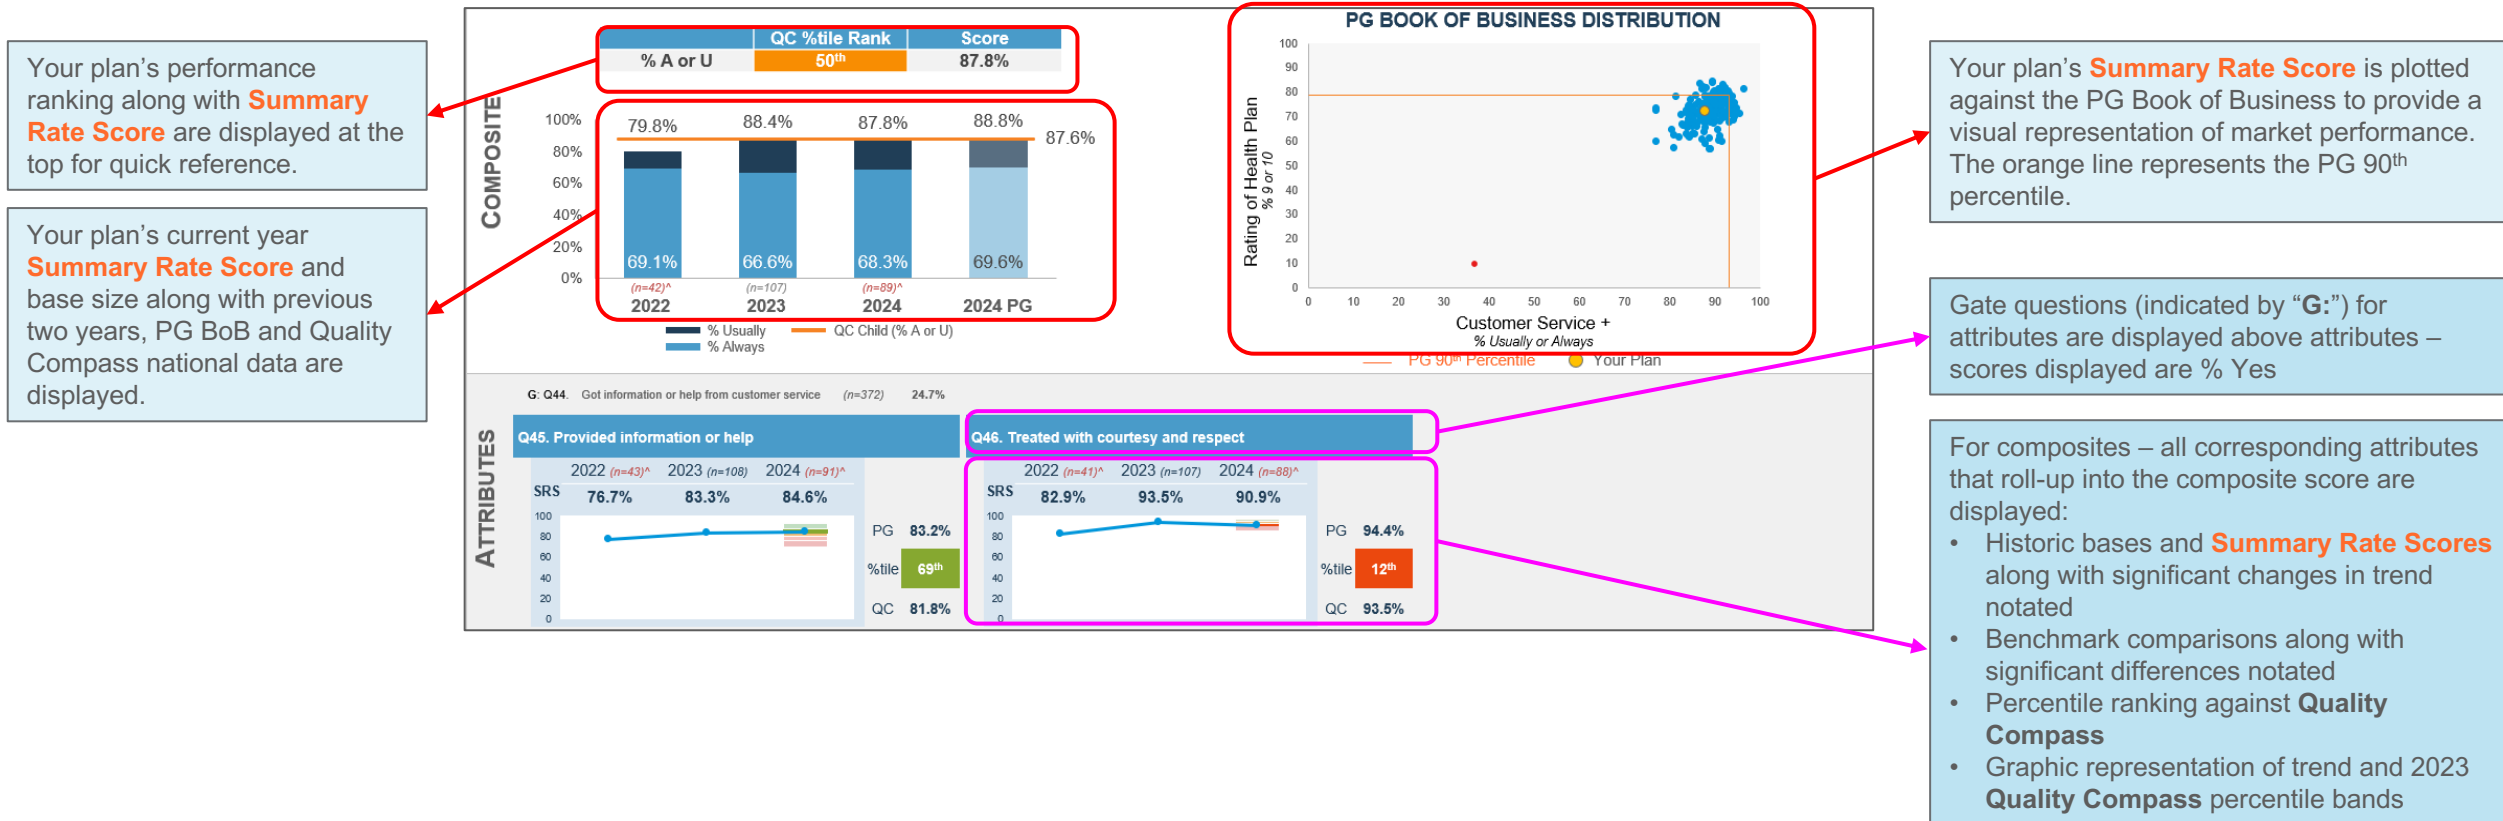 Your plan's performance
ranking along with Summary
Rate Score are displayed at the
top for quick reference.
Your plan's current year
Summary Rate Score and
base size along with previous
two years, PG BoB and Quality
Compass national data are
displayed.
COMPOSITE
QC %tile Rank Score
% A or U 50th 87.8%
100%
80%
60%
40%
20%
0%
79.8% 88.4% 87.8% 88.8%
87.6%
69.1% 66.6% 68.3% 69.6%
(n=42)^ (n=107) (n=89)^
2022 2023 2024 2024 PG
% Usually QC Child (% A or U)
% Always
PG BOOK OF BUSINESS DISTRIBUTION
Rating of Health Plan
% 9 or 10
100
90
80
70
60
50
40
30
20
10
0
0 10 20 30 40 50 60 70 80 90 100
Customer Service +
% Usually or Always
PG 90th Percentile Your Plan
ATTRIBUTES
G: Q44. Got information or help from customer service (n=372) 24.7%
Q45. Provided information or help
2022 (n=43)^ 2023 (n=108) 2024 (n=91)^
SRS 76.7% 83.3% 84.6%
100
80
60
40
20
0
PG 83.2%
%tile 69th
QC 81.8%
Q46. Treated with courtesy and respect
2022 (n=41)^ 2023 (n=107) 2024 (n=88)^
SRS 82.9% 93.5% 90.9%
100
80
60
40
20
0
PG 94.4%
%tile 12th
QC 93.5%
Your plan's Summary Rate Score is plotted
against the PG Book of Business to provide a
visual representation of market performance.
The orange line represents the PG 90th
percentile.
Gate questions (indicated by “G:”) for
attributes are displayed above attributes –
scores displayed are % Yes
For composites – all corresponding attributes
that roll-up into the composite score are
displayed:
• Historic bases and Summary Rate Scores
along with significant changes in trend
notated
• Benchmark comparisons along with
significant differences notated
• Percentile ranking against Quality
Compass
• Graphic representation of trend and 2023
Quality Compass percentile bands